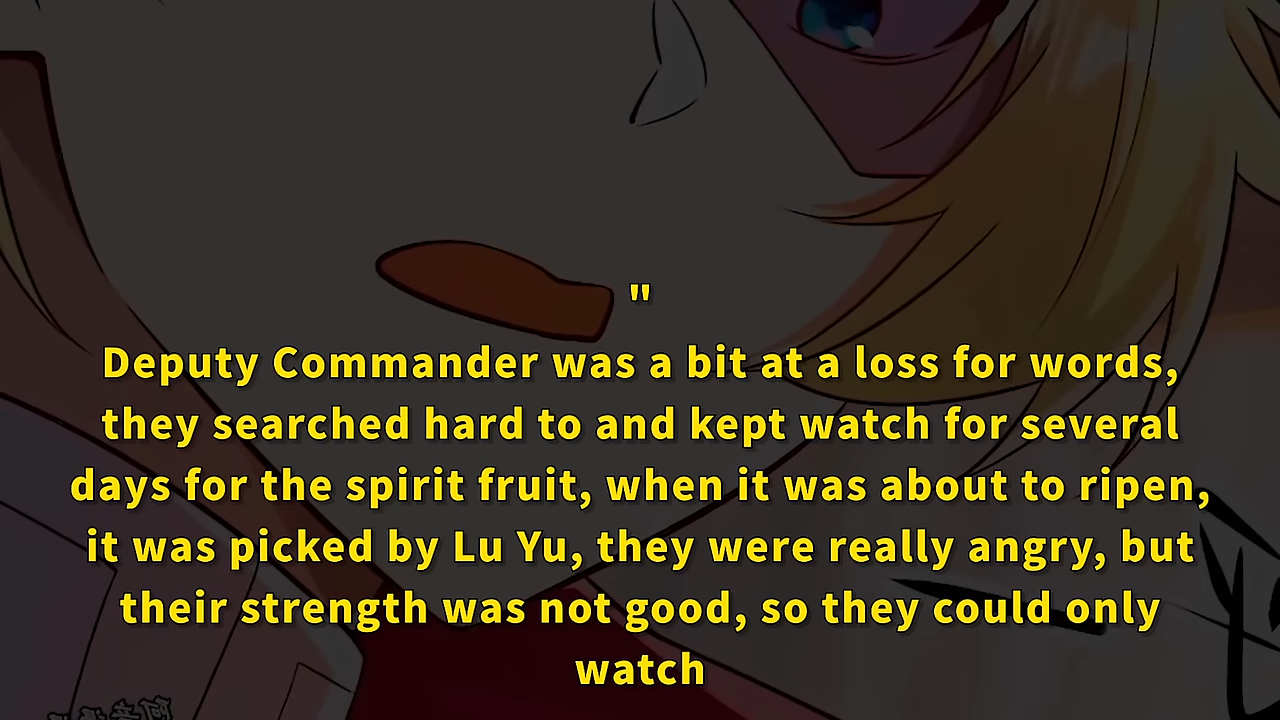 "
Deputy Commander was a bit at a loss for words,
they searched hard to and kept watch for several
days for the spirit fruit, when it was about to ripen,
it was picked by Lu Yu, they were really angry, but
their strength was not good, so they could only
watch